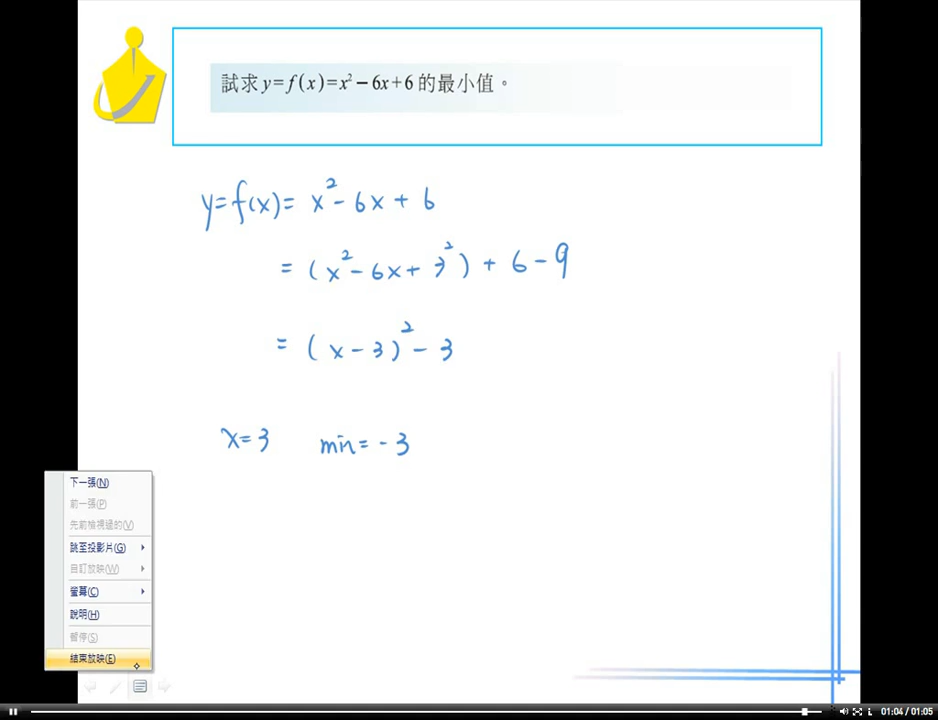 試求 y=f(x)=x²−6x+6 的最小值。
y=f(x)= x²-6x+6
=(x²-6x+3²)+6-9
=(x-3)²-3
x=3 min=-3
下一張(N)
前一張(P)
先前檢視過的(V)
跳至投影片(G)
自訂放映(W)
螢幕(C)
說明(H)
暫停(S)
結束放映(E)
01:04 / 01:05